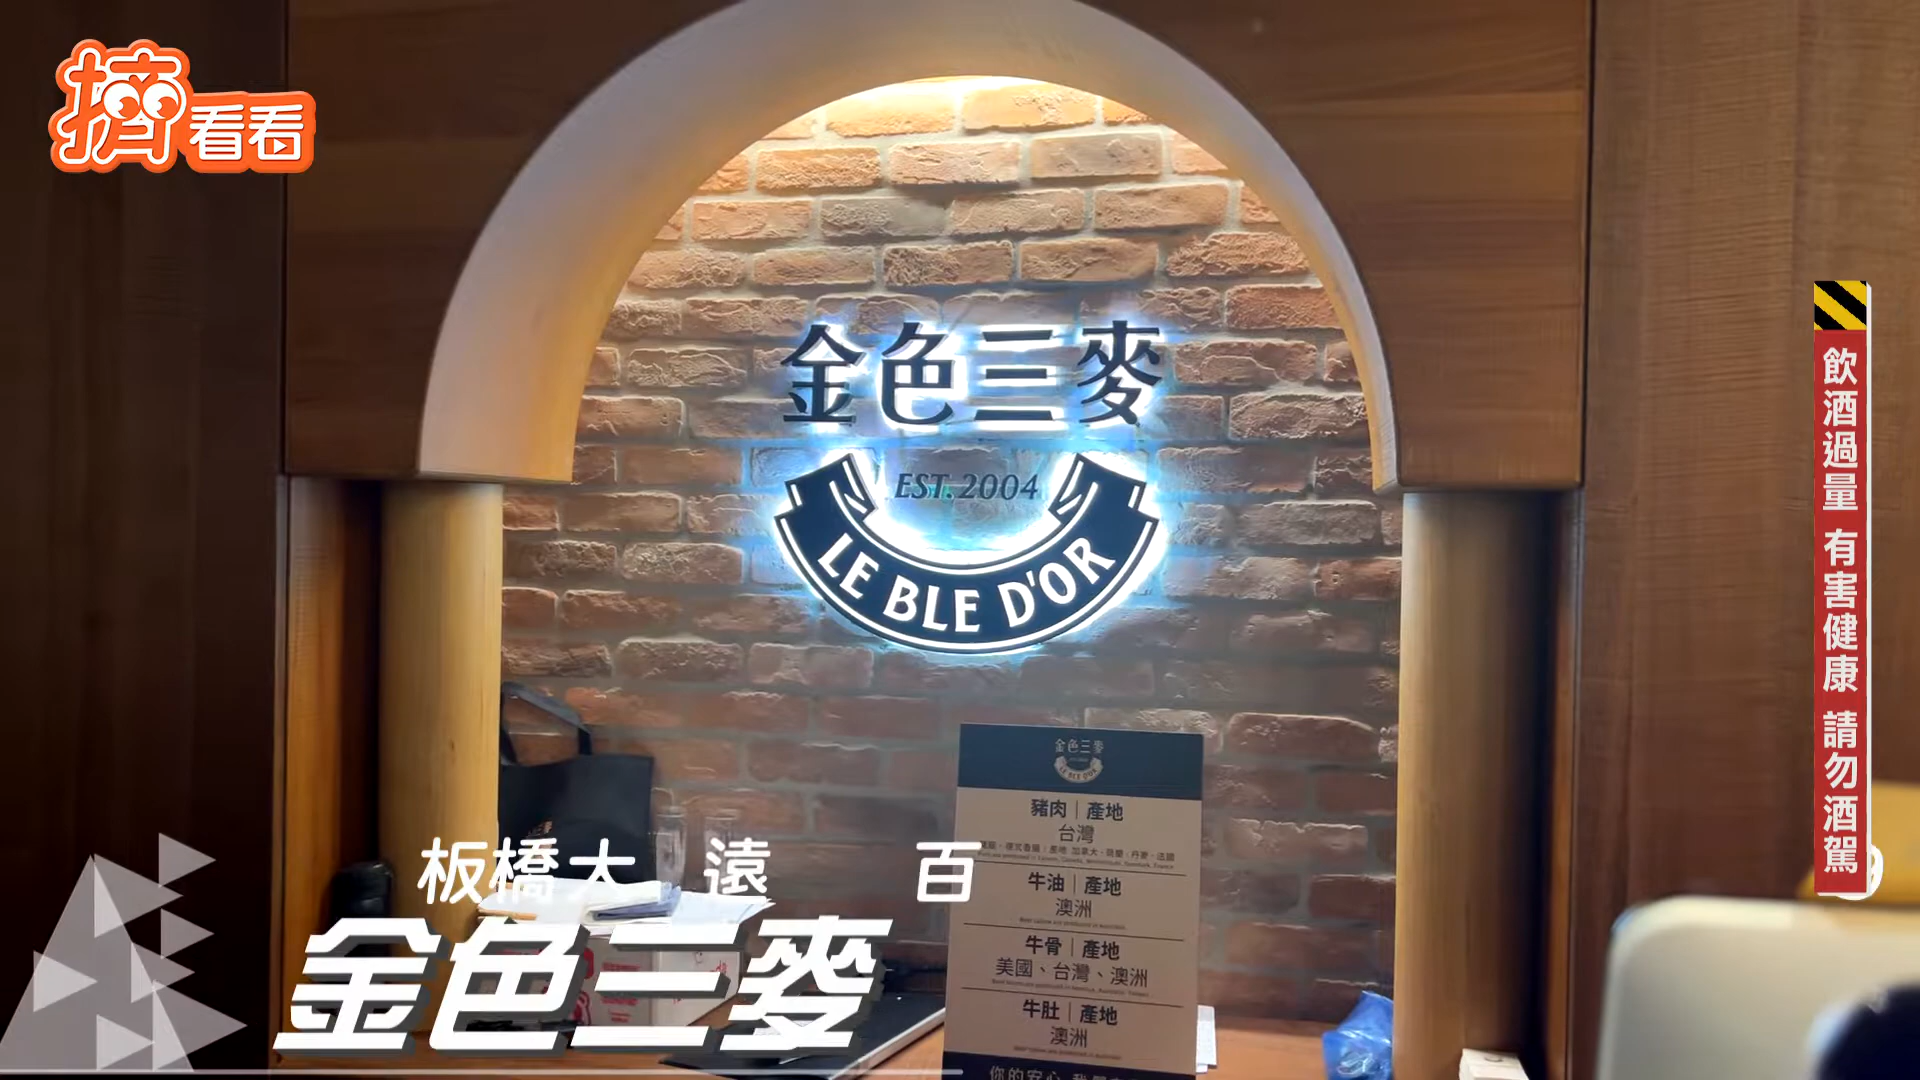 擠看看
金色三麥
EST. 2004
LE BLE D'OR
飲酒過量 有害健康 請勿酒駕
金色三麥
LE BLE D'OR
豬肉｜產地
台灣
牛油｜產地
澳洲
牛骨｜產地
美國、台灣、澳洲
牛肚｜產地
澳洲
板橋大遠百
金色三麥